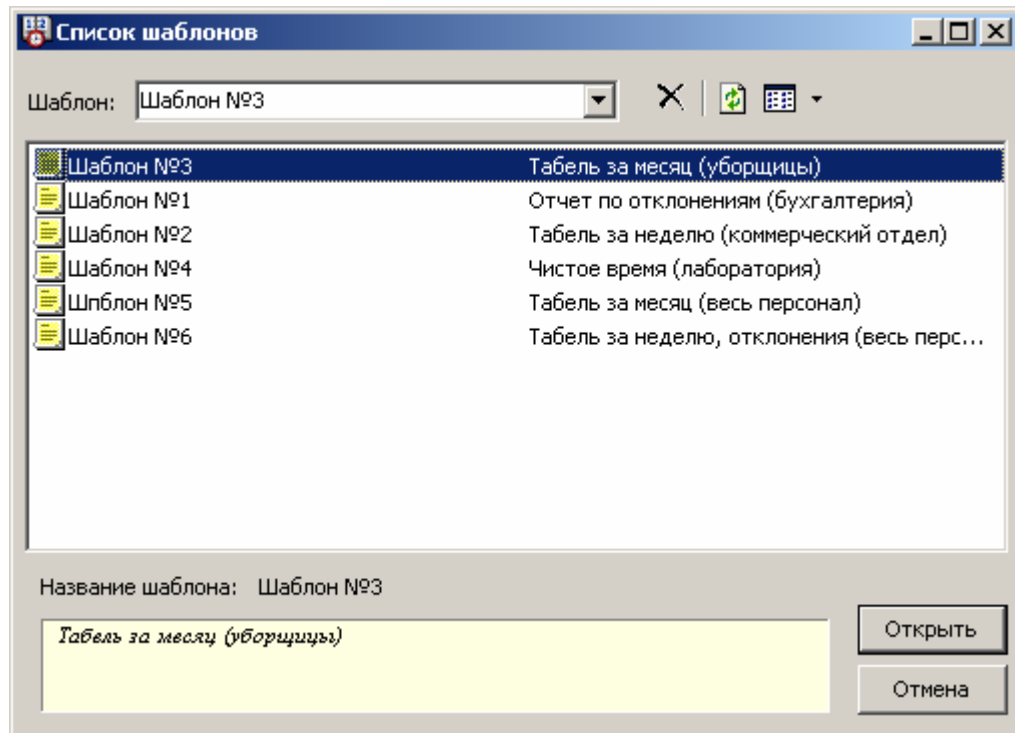 Список шаблонов
Шаблон: Шаблон №3
Шаблон №3 Табель за месяц (уборщицы)
Шаблон №1 Отчет по отклонениям (бухгалтерия)
Шаблон №2 Табель за неделю (коммерческий отдел)
Шаблон №4 Чистое время (лаборатория)
Шпблон №5 Табель за месяц (весь персонал)
Шаблон №6 Табель за неделю, отклонения (весь перс...
Название шаблона: Шаблон №3
Табель за месяц (уборщицы)
Открыть
Отмена